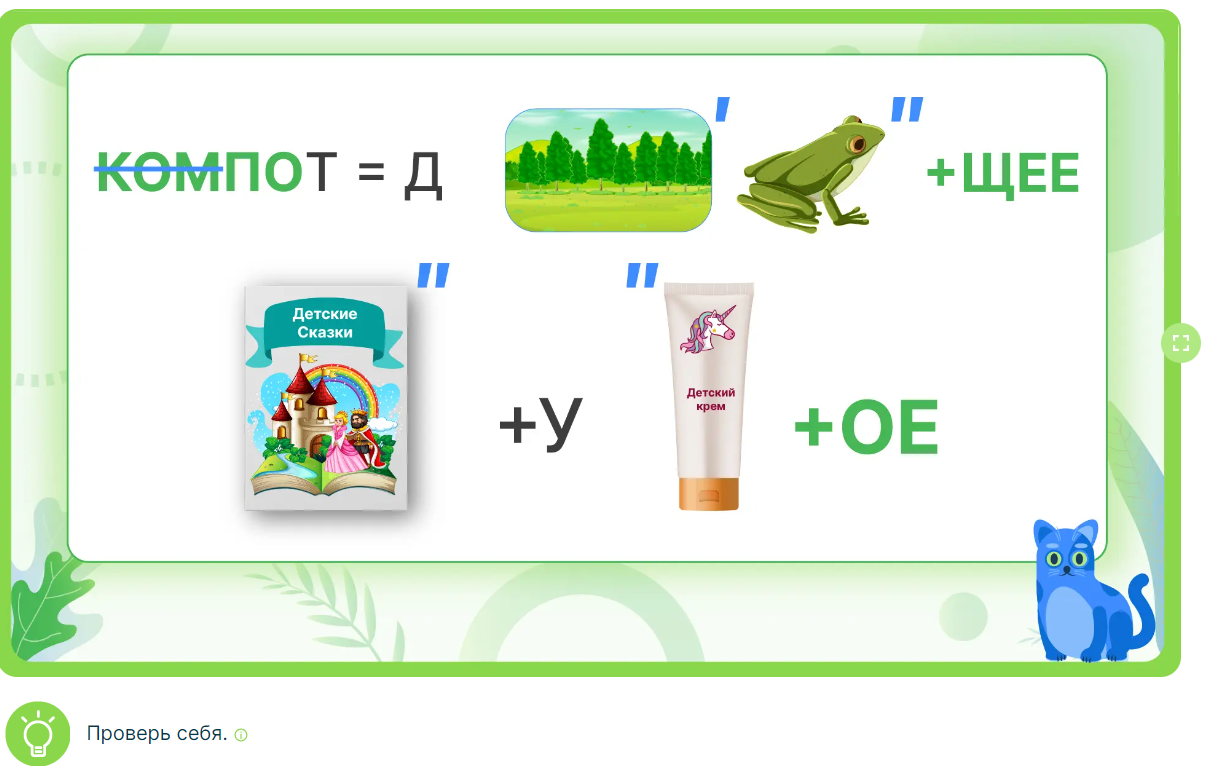 КОМПОТ = Д ' " +ЩЕЕ
Детские
Сказки
" +У " +ОЕ
Детский
крем
Проверь себя.